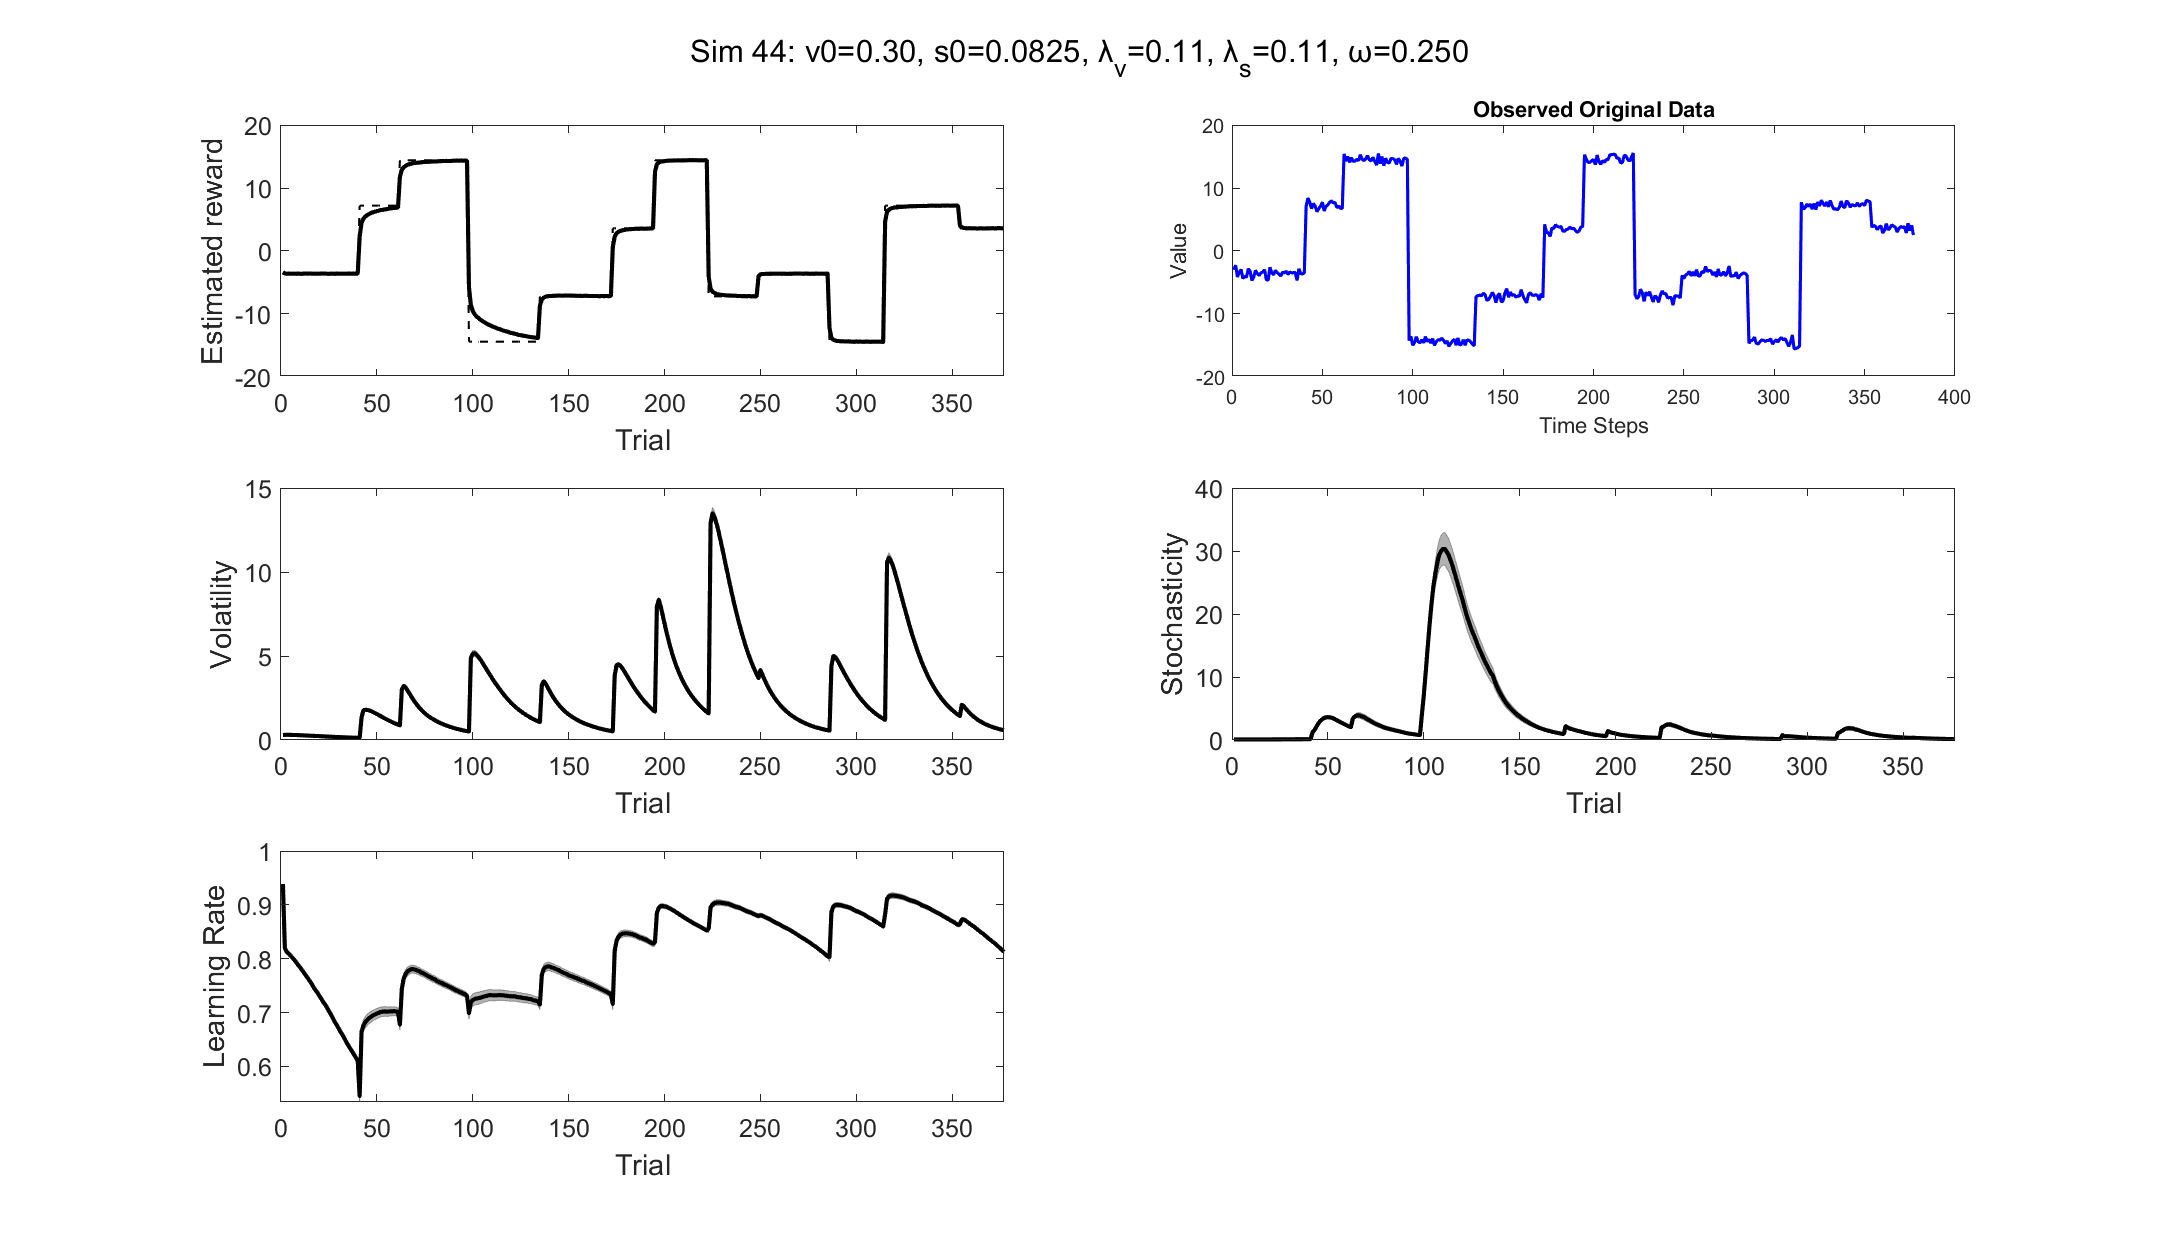 Sim 44: v0=0.30, s0=0.0825, λ_v=0.11, λ_s=0.11, ω=0.250
Estimated reward
20
10
0
-10
-20
0 50 100 150 200 250 300 350
Trial
Observed Original Data
Value
20
10
0
-10
-20
0 50 100 150 200 250 300 350 400
Time Steps
Volatility
15
10
5
0
0 50 100 150 200 250 300 350
Trial
Stochasticity
40
30
20
10
0
0 50 100 150 200 250 300 350
Trial
Learning Rate
1
0.9
0.8
0.7
0.6
0 50 100 150 200 250 300 350
Trial